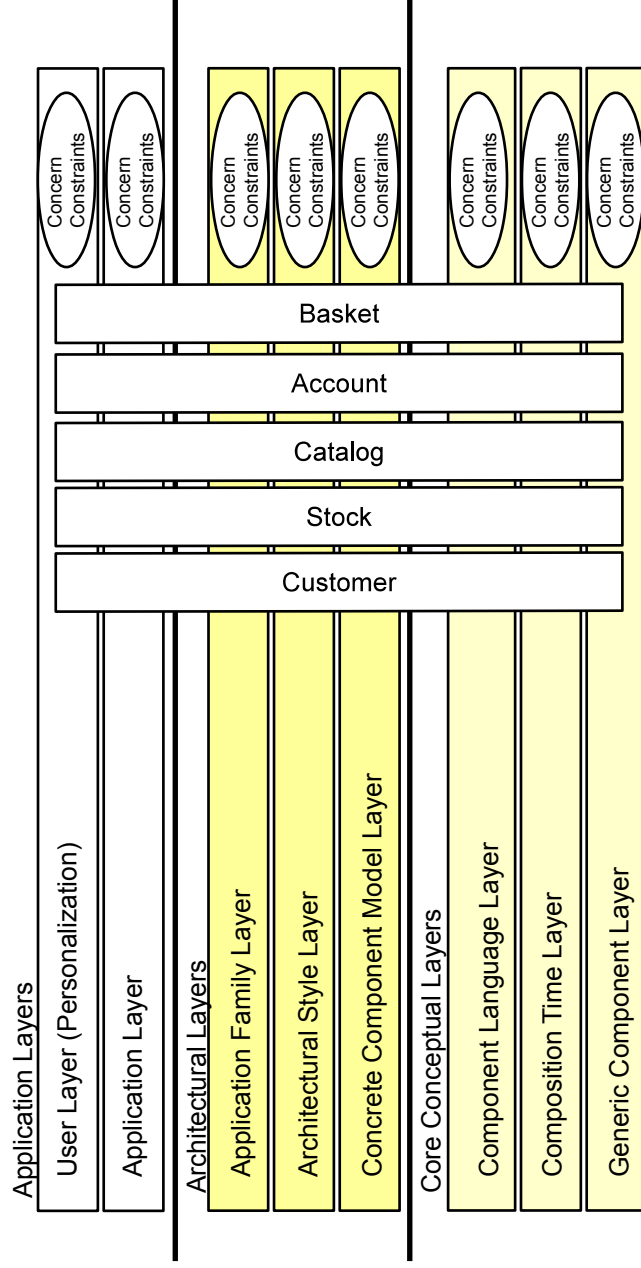 Application Layers
User Layer (Personalization)
Concern
Constraints
Application Layer
Concern
Constraints
Architectural Layers
Application Family Layer
Concern
Constraints
Architectural Style Layer
Concern
Constraints
Concrete Component Model Layer
Concern
Constraints
Core Conceptual Layers
Component Language Layer
Concern
Constraints
Composition Time Layer
Concern
Constraints
Generic Component Layer
Concern
Constraints
Basket
Account
Catalog
Stock
Customer